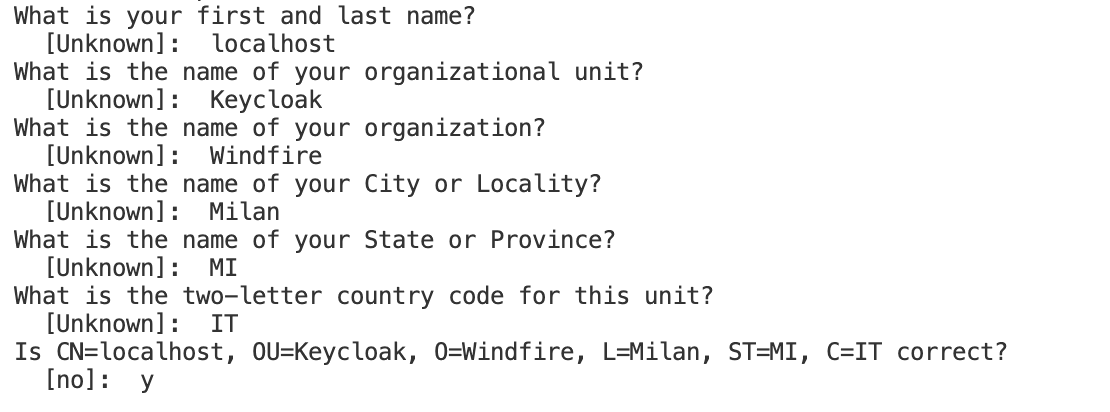 What is your first and last name?
  [Unknown]:  localhost
What is the name of your organizational unit?
  [Unknown]:  Keycloak
What is the name of your organization?
  [Unknown]:  Windfire
What is the name of your City or Locality?
  [Unknown]:  Milan
What is the name of your State or Province?
  [Unknown]:  MI
What is the two-letter country code for this unit?
  [Unknown]:  IT
Is CN=localhost, OU=Keycloak, O=Windfire, L=Milan, ST=MI, C=IT correct?
  [no]:  y